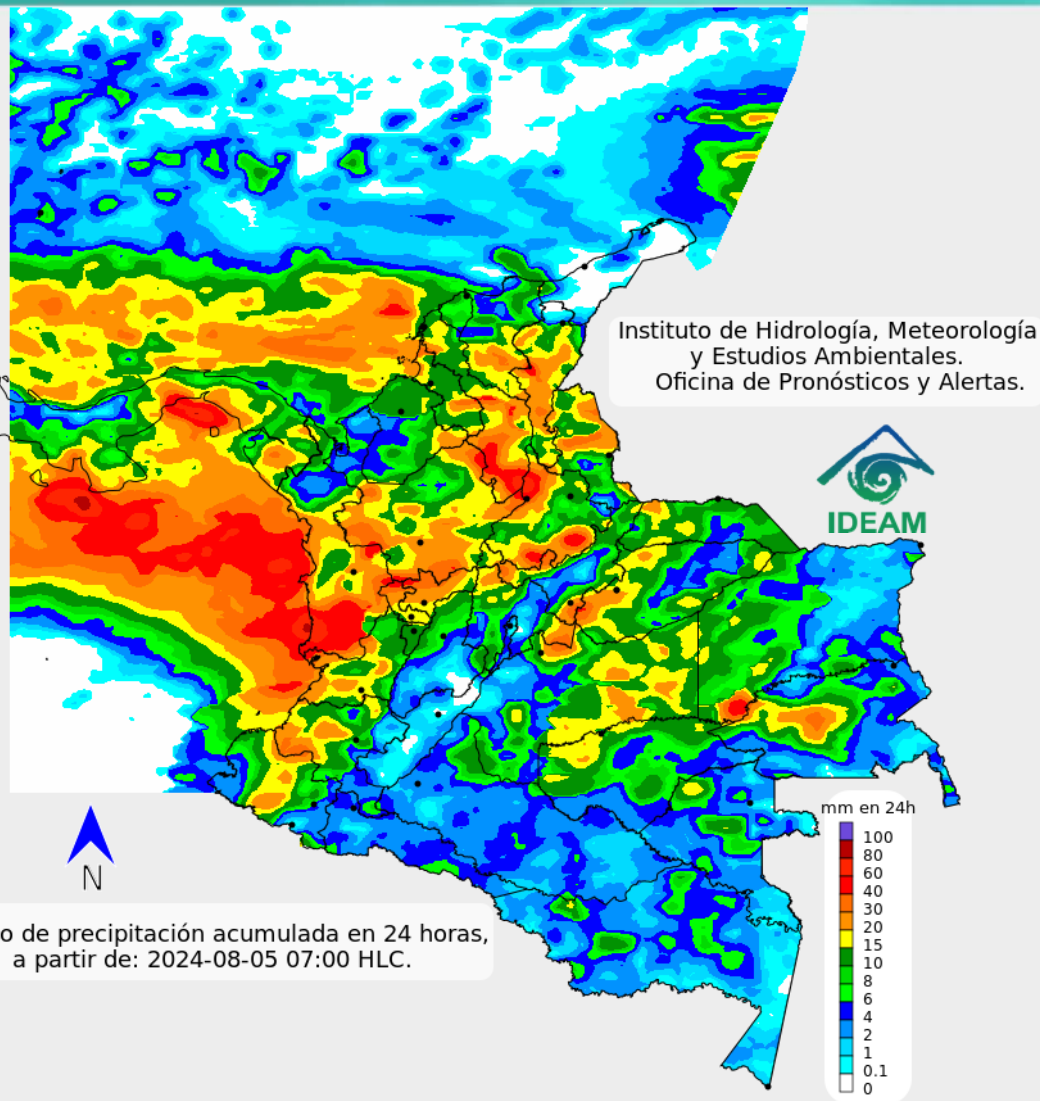 Instituto de Hidrología, Meteorología
y Estudios Ambientales.
Oficina de Pronósticos y Alertas.
IDEAM
mm en 24h
100
80
60
40
30
20
15
10
8
6
4
2
1
0.1
0
N
o de precipitación acumulada en 24 horas,
a partir de: 2024-08-05 07:00 HLC.